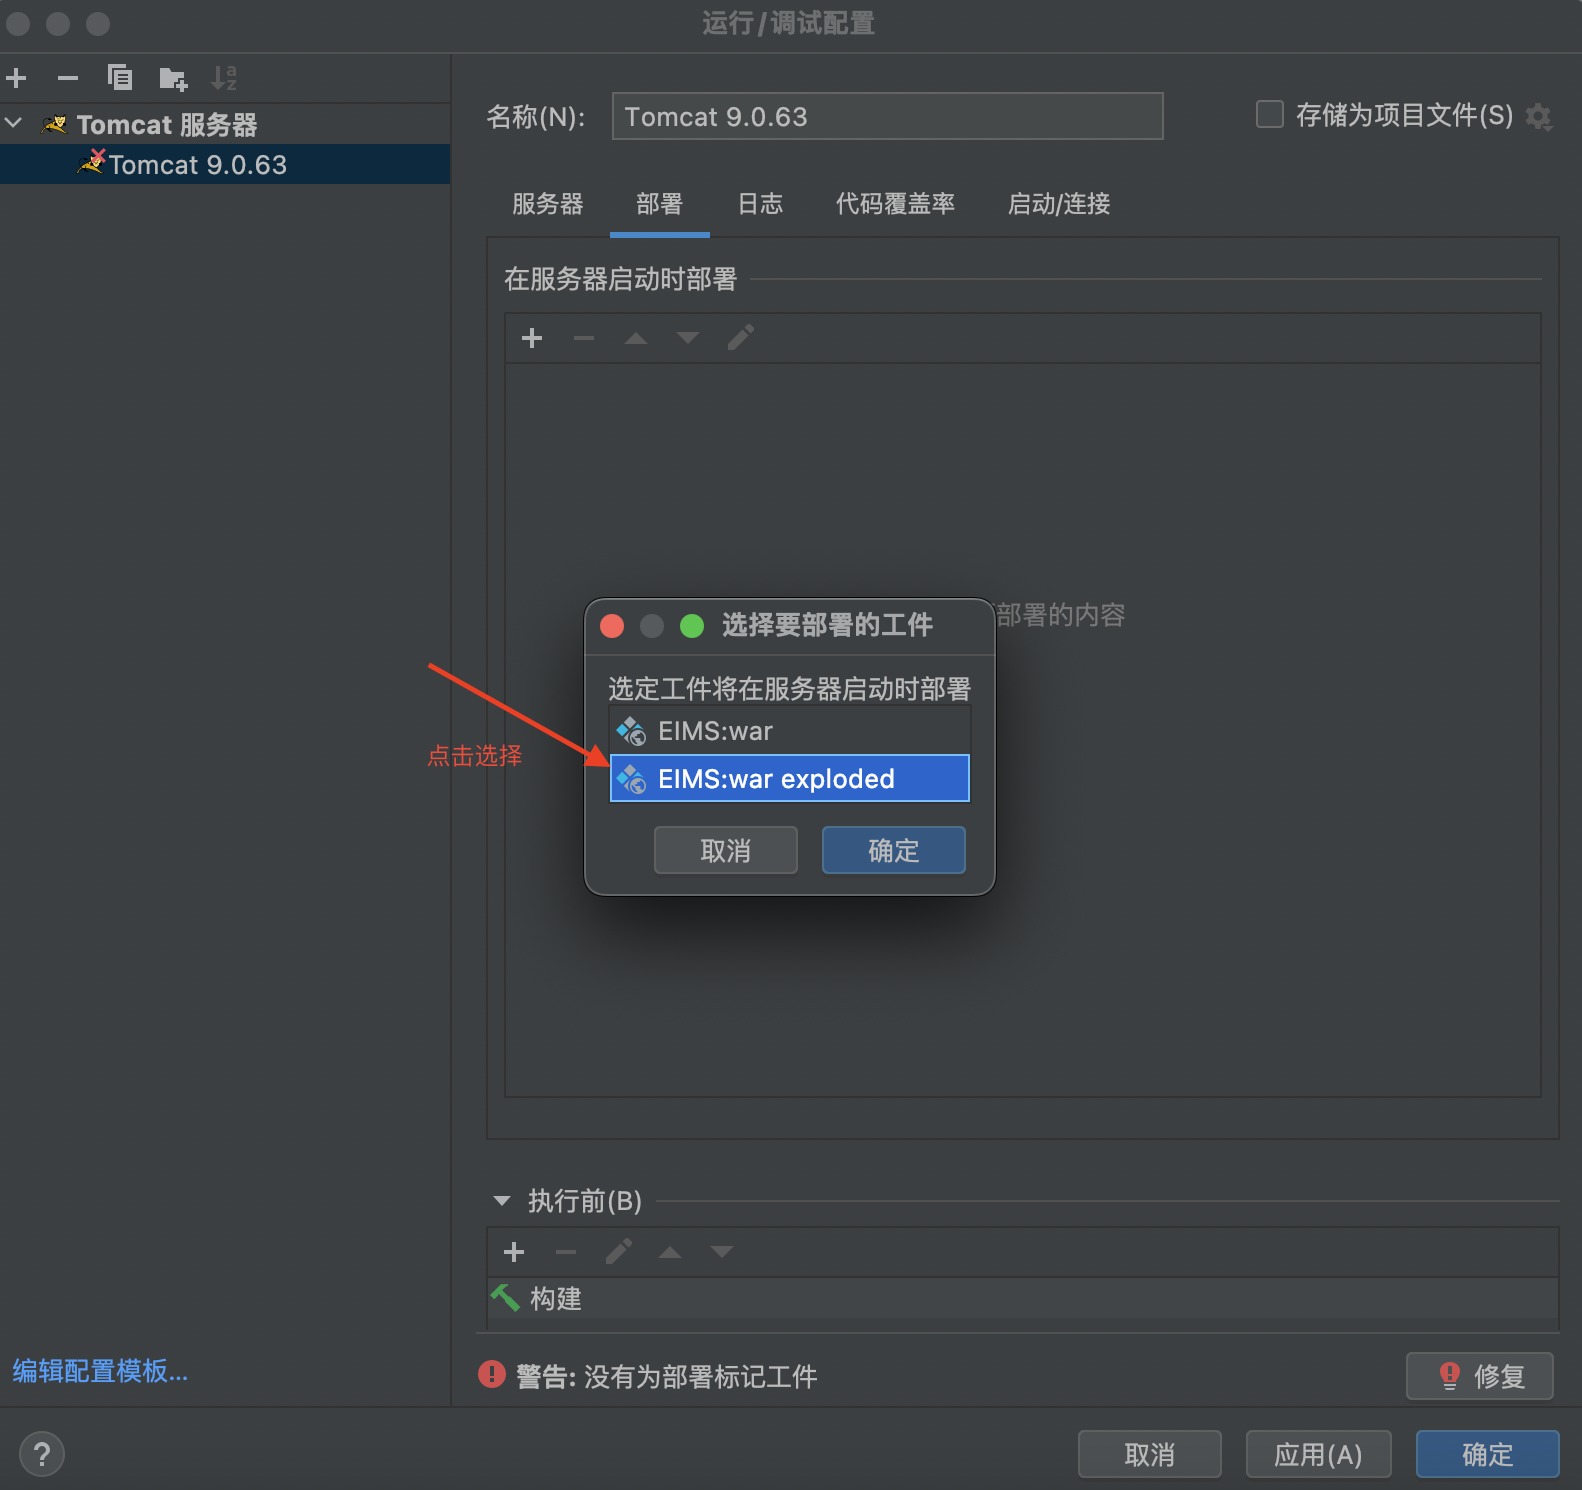 运行/调试配置
Tomcat 服务器
Tomcat 9.0.63
名称(N):
Tomcat 9.0.63
存储为项目文件(S)
服务器
部署
日志
代码覆盖率
启动/连接
在服务器启动时部署
部署的内容
选择要部署的工件
选定工件将在服务器启动时部署
EIMS:war
EIMS:war exploded
点击选择
取消
确定
执行前(B)
构建
编辑配置模板...
警告: 没有为部署标记工件
修复
?
取消
应用(A)
确定